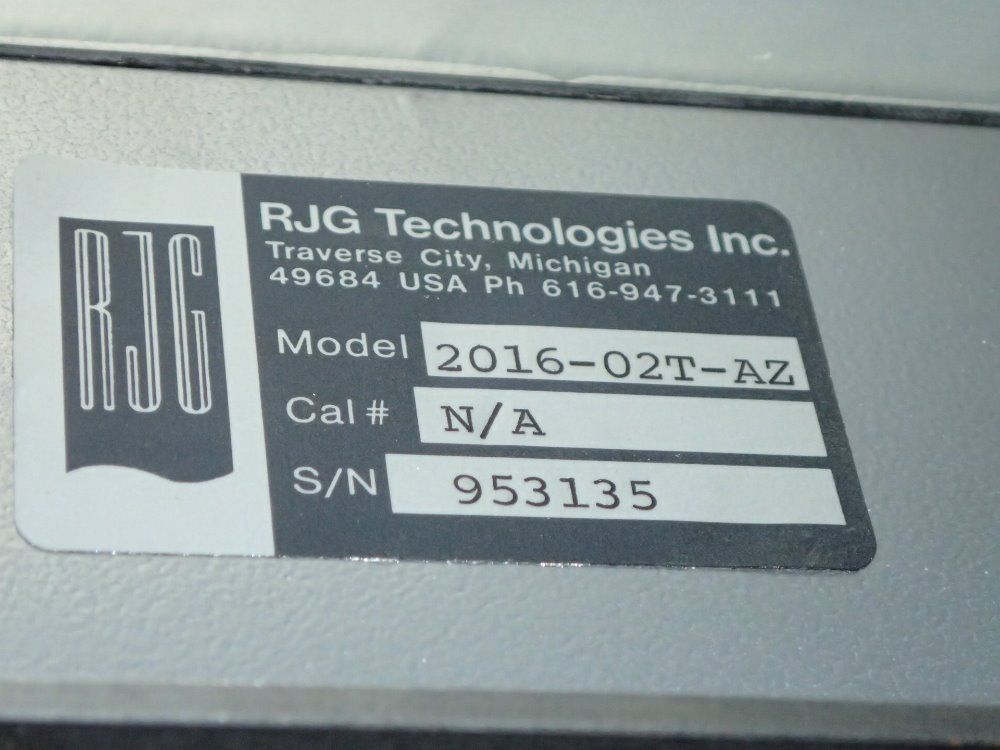 RJG
RJG Technologies Inc.
Traverse City, Michigan
49684 USA Ph 616-947-3111
Model 2016-02T-AZ
Cal # N/A
S/N 953135